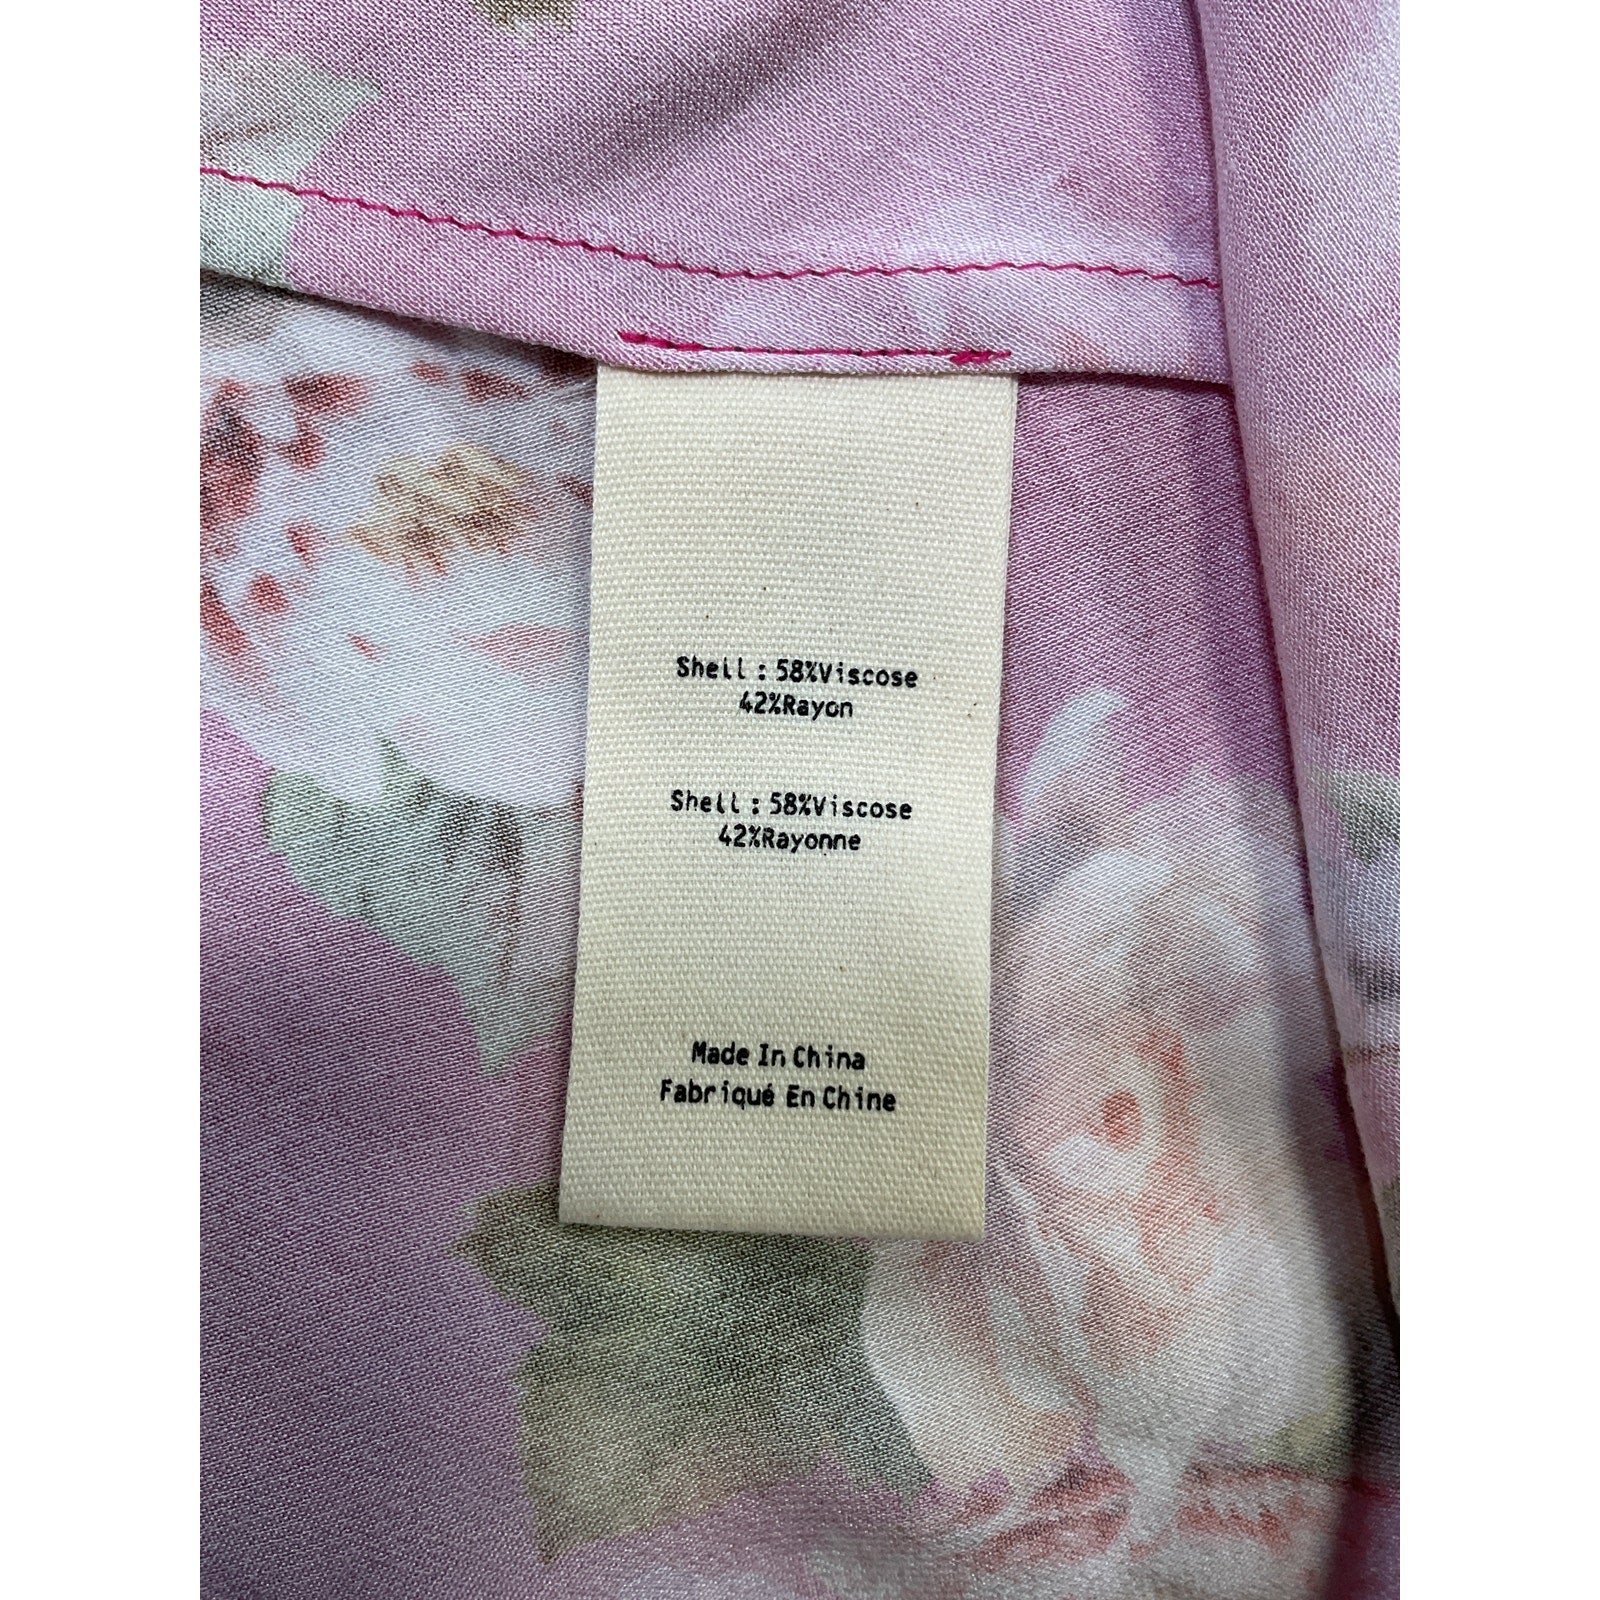 Shell : 58%Viscose
42%Rayon
Shell : 58%Viscose
42%Rayonne
Made In China
Fabriqué En Chine